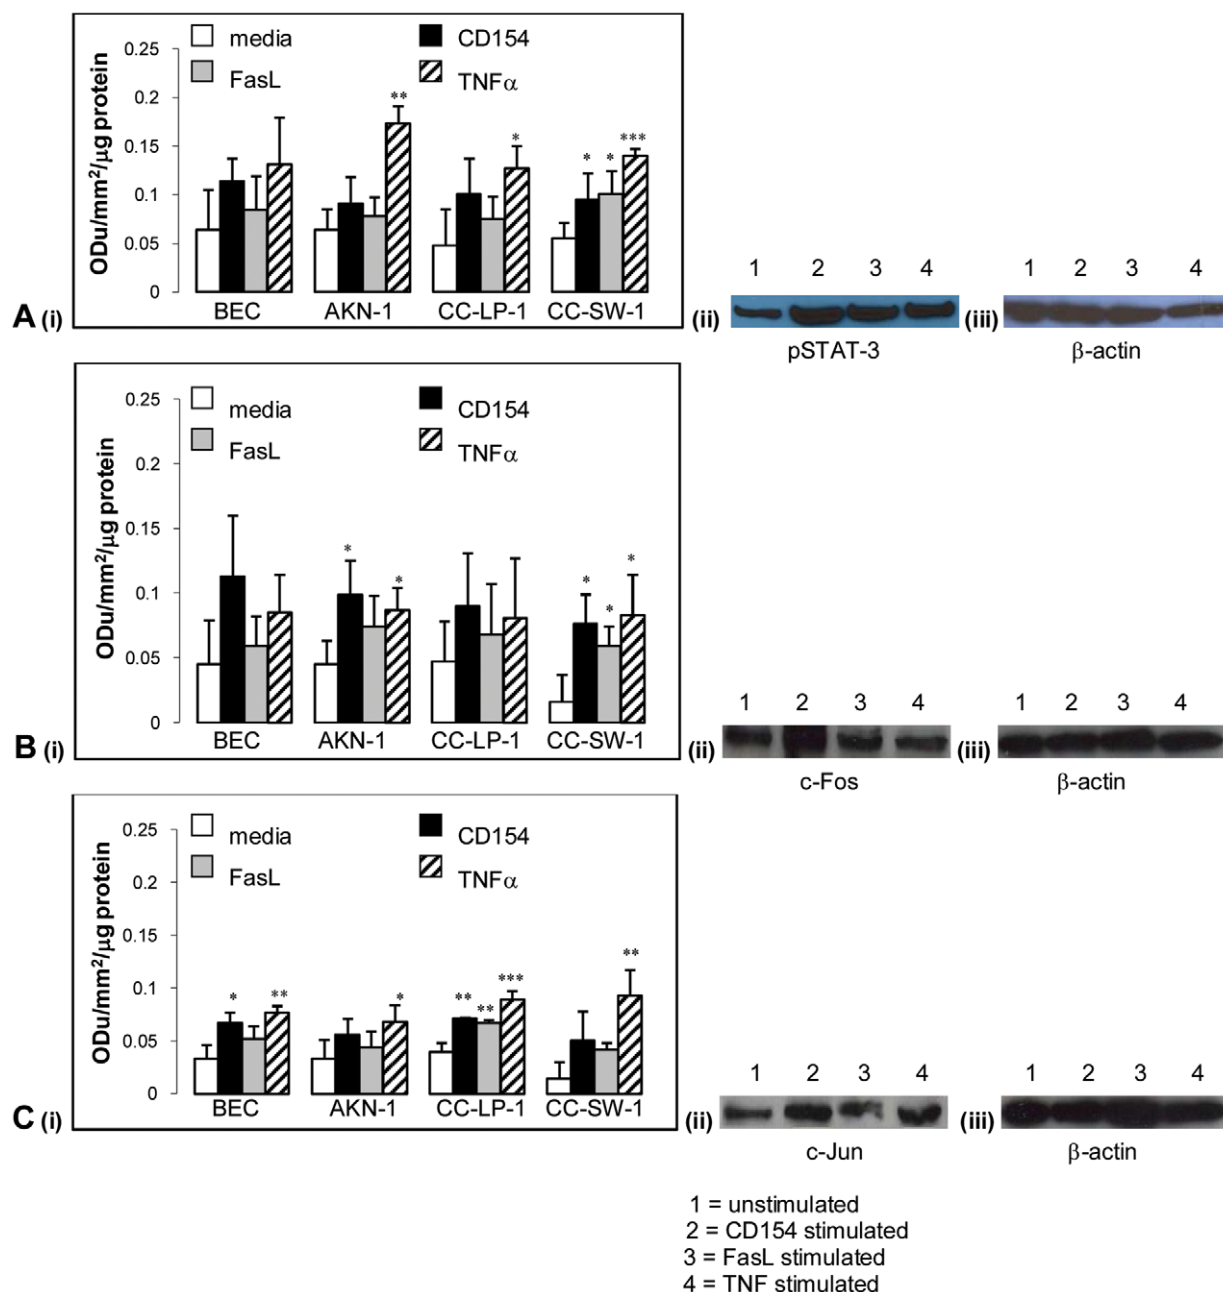 media
CD154
FasL
TNFα
0.25
0.2
0.15
0.1
0.05
0
ODu/mm²/μg protein
**
*
*
*
***
BEC
AKN-1
CC-LP-1
CC-SW-1
A (i)
(ii)
1 2 3 4
pSTAT-3
(iii)
1 2 3 4
β-actin
media
CD154
FasL
TNFα
0.25
0.2
0.15
0.1
0.05
0
ODu/mm²/μg protein
*
*
*
*
*
BEC
AKN-1
CC-LP-1
CC-SW-1
B (i)
(ii)
1 2 3 4
c-Fos
(iii)
1 2 3 4
β-actin
media
CD154
FasL
TNFα
0.25
0.2
0.15
0.1
0.05
0
ODu/mm²/μg protein
*
**
*
**
**
***
**
BEC
AKN-1
CC-LP-1
CC-SW-1
C (i)
(ii)
1 2 3 4
c-Jun
(iii)
1 2 3 4
β-actin
1 = unstimulated
2 = CD154 stimulated
3 = FasL stimulated
4 = TNF stimulated